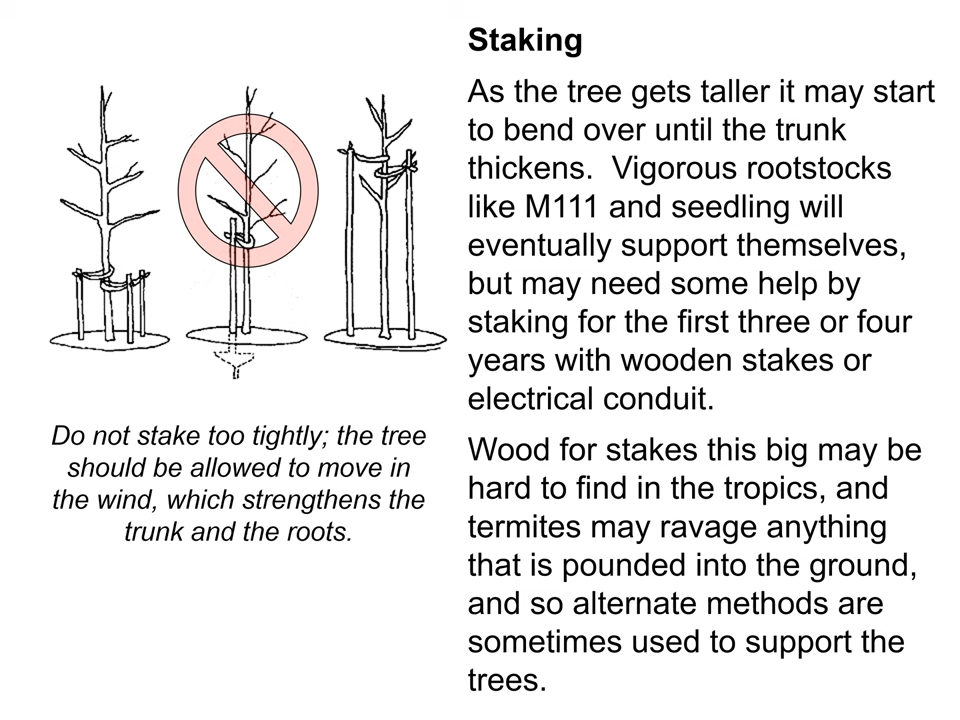 Staking
As the tree gets taller it may start
to bend over until the trunk
thickens.  Vigorous rootstocks
like M111 and seedling will
eventually support themselves,
but may need some help by
staking for the first three or four
years with wooden stakes or
electrical conduit.
Wood for stakes this big may be
hard to find in the tropics, and
termites may ravage anything
that is pounded into the ground,
and so alternate methods are
sometimes used to support the
trees.
Do not stake too tightly; the tree
should be allowed to move in
the wind, which strengthens the
trunk and the roots.